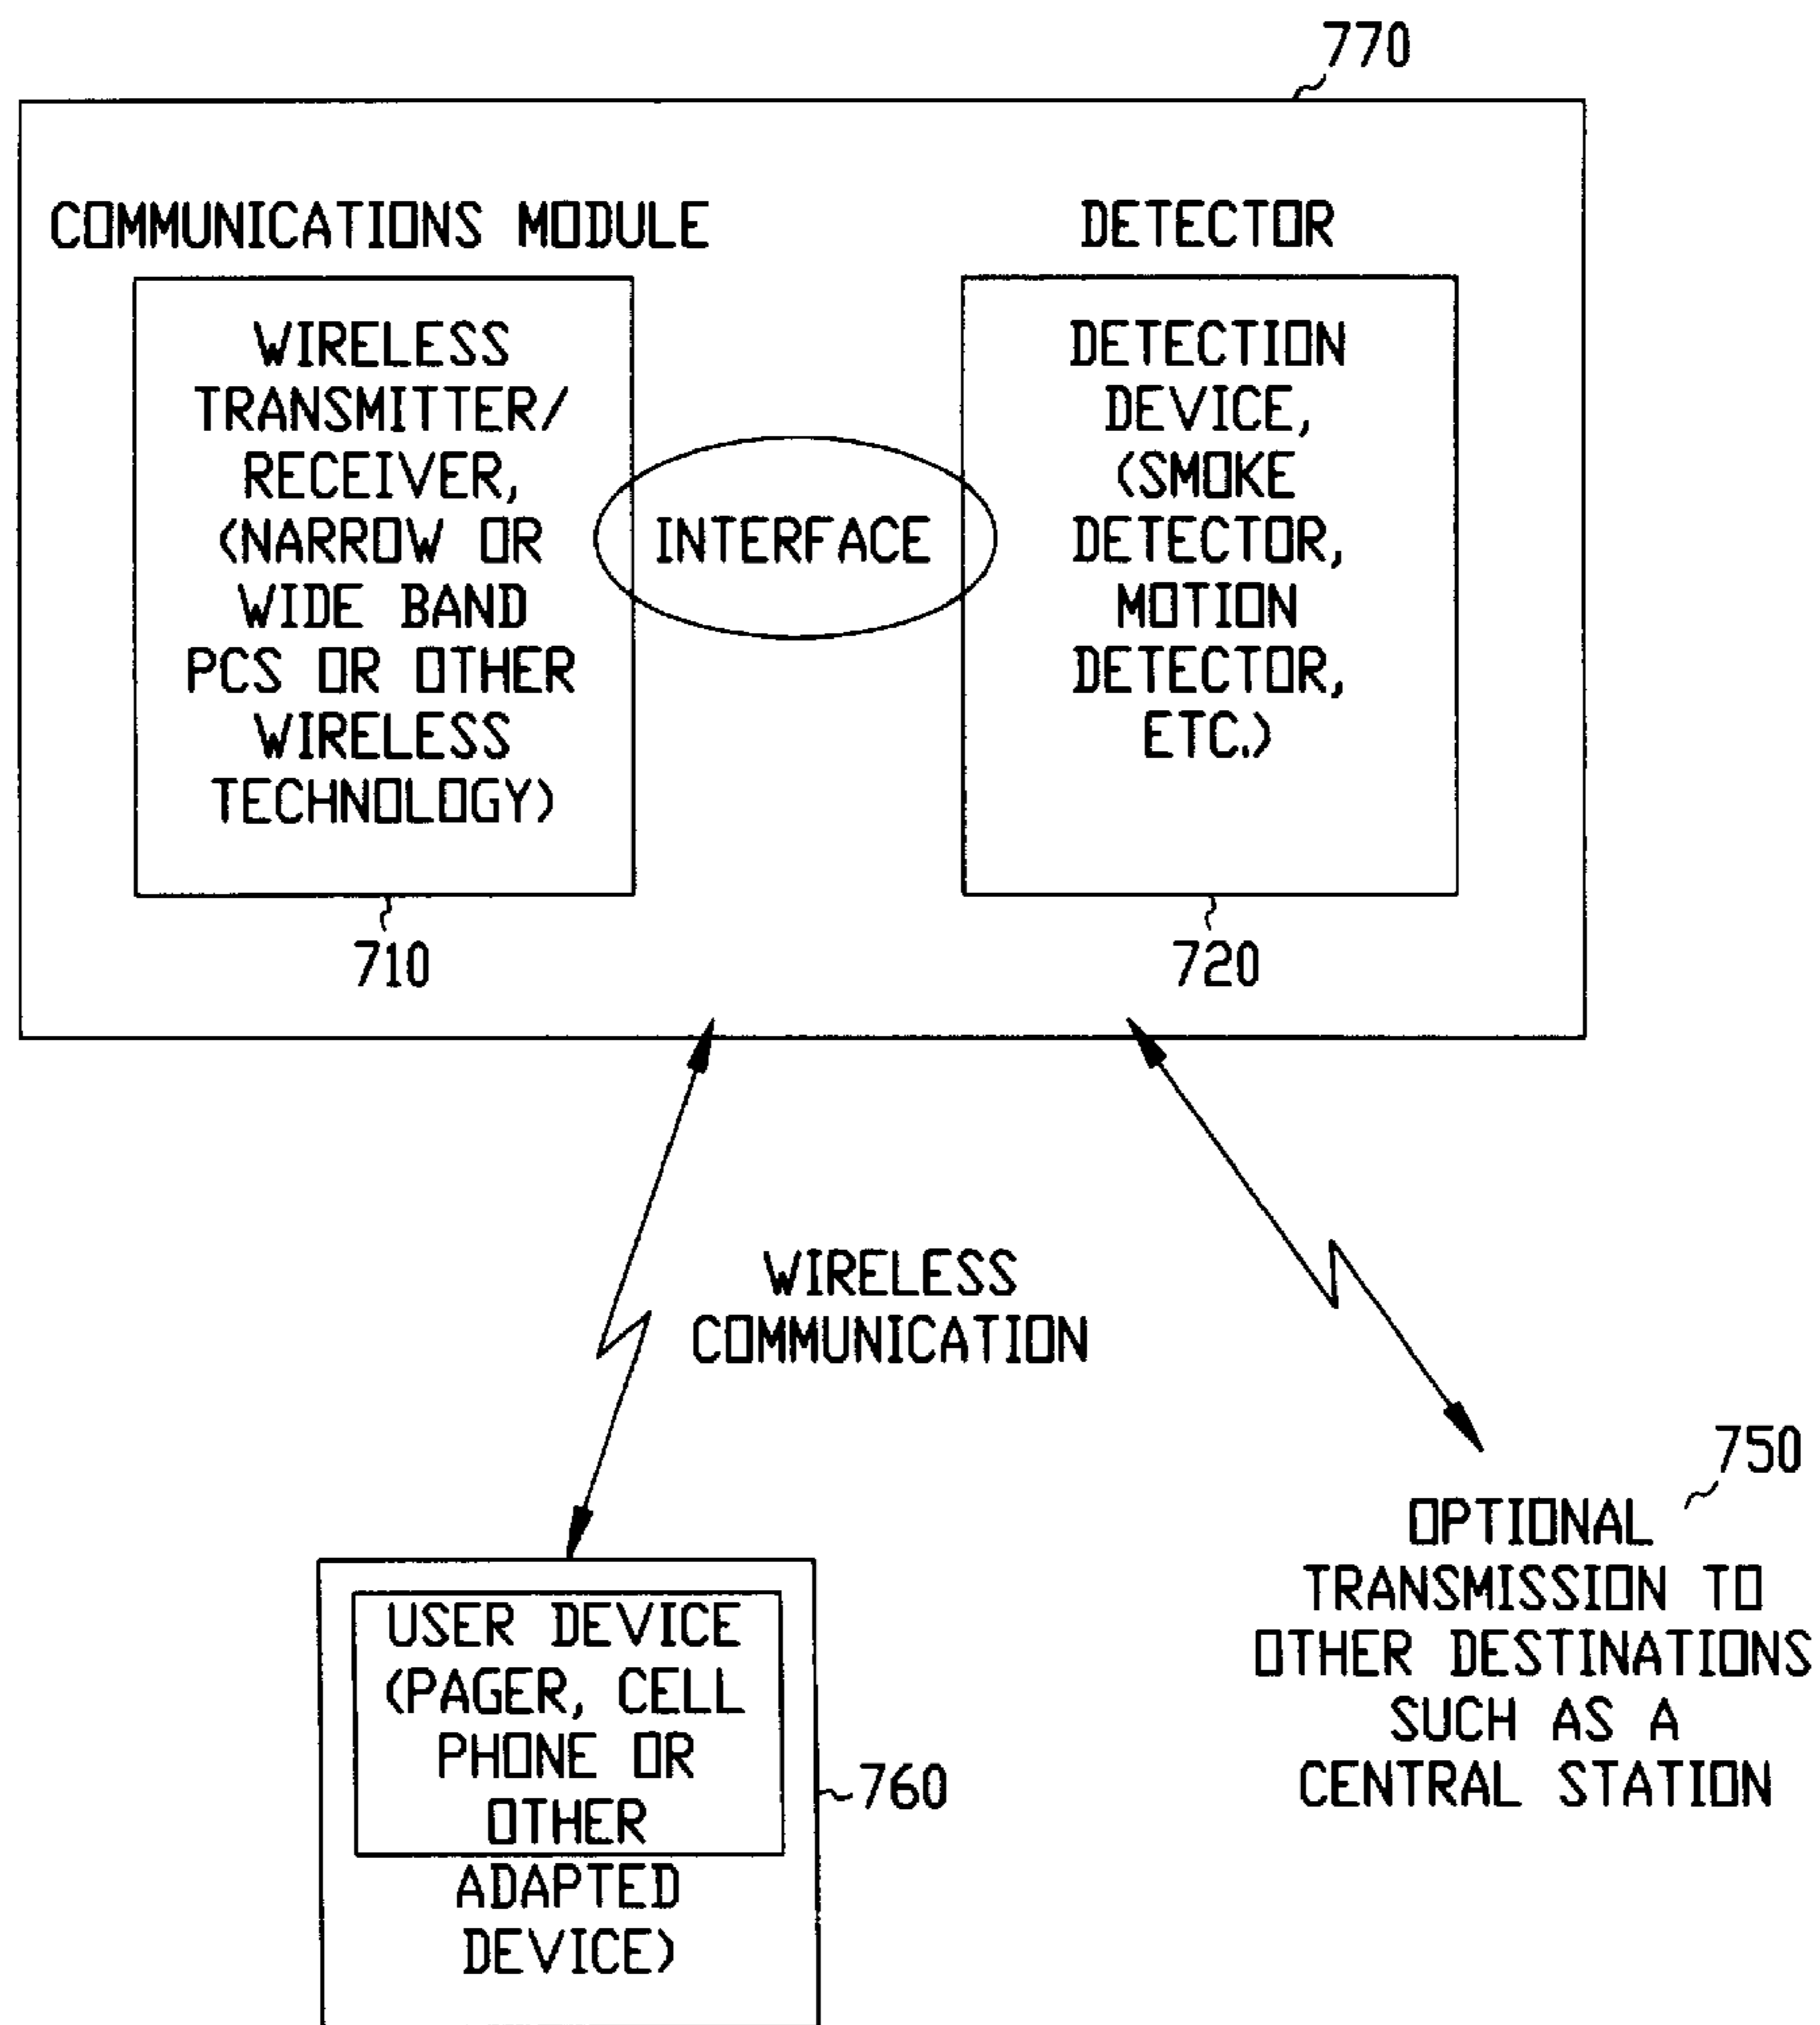 770
COMMUNICATIONS MODULE
DETECTOR
WIRELESS
TRANSMITTER/
RECEIVER,
(NARROW OR
WIDE BAND
PCS OR OTHER
WIRELESS
TECHNOLOGY)
INTERFACE
DETECTION
DEVICE,
(SMOKE
DETECTOR,
MOTION
DETECTOR,
ETC.)
710
720
WIRELESS
COMMUNICATION
750
OPTIONAL
TRANSMISSION TO
OTHER DESTINATIONS
SUCH AS A
CENTRAL STATION
USER DEVICE
(PAGER, CELL
PHONE OR
OTHER
ADAPTED
DEVICE)
760